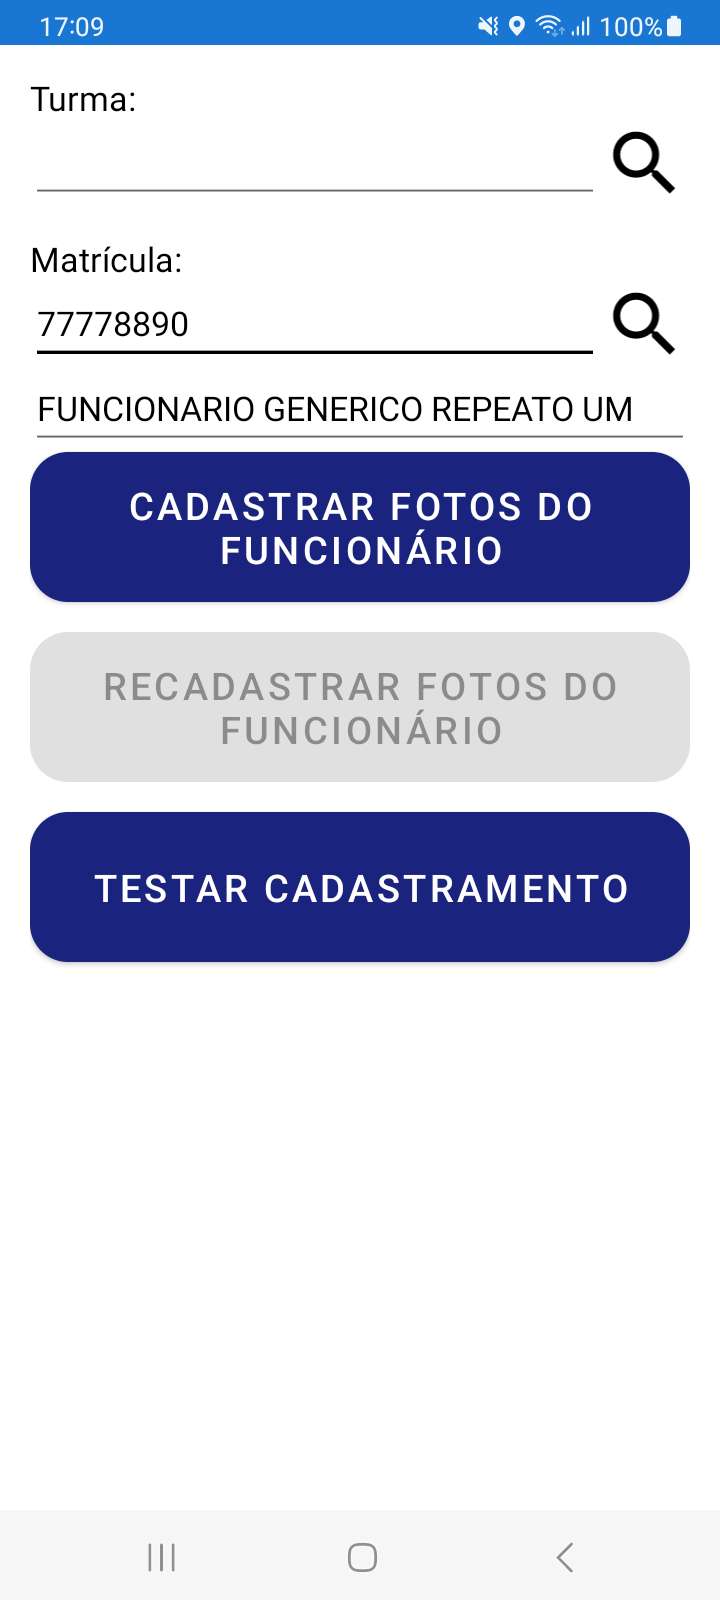 17:09
100%
Turma:
Matrícula:
77778890
FUNCIONARIO GENERICO REPEATO UM
CADASTRAR FOTOS DO
FUNCIONÁRIO
RECADASTRAR FOTOS DO
FUNCIONÁRIO
TESTAR CADASTRAMENTO